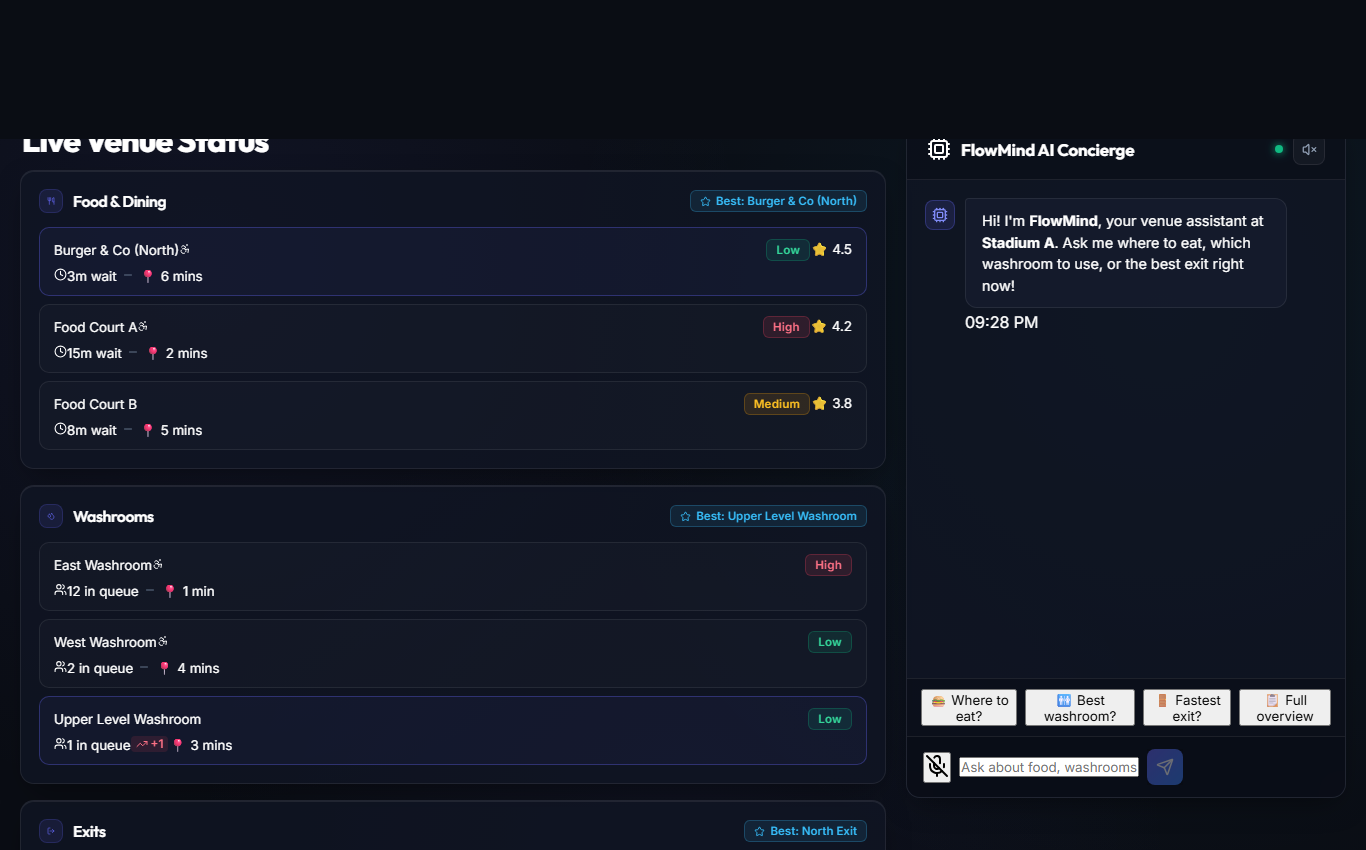 Live Venue Status
Food & Dining
Best: Burger & Co (North)
Burger & Co (North)
Low
4.5
3m wait – 6 mins
Food Court A
High
4.2
15m wait – 2 mins
Food Court B
Medium
3.8
8m wait – 5 mins
Washrooms
Best: Upper Level Washroom
East Washroom
High
12 in queue – 1 min
West Washroom
Low
2 in queue – 4 mins
Upper Level Washroom
Low
1 in queue +1 3 mins
Exits
Best: North Exit
FlowMind AI Concierge
Hi! I'm FlowMind, your venue assistant at
Stadium A. Ask me where to eat, which
washroom to use, or the best exit right
now!
09:28 PM
Where to
eat?
Best
washroom?
Fastest
exit?
Full
overview
Ask about food, washrooms